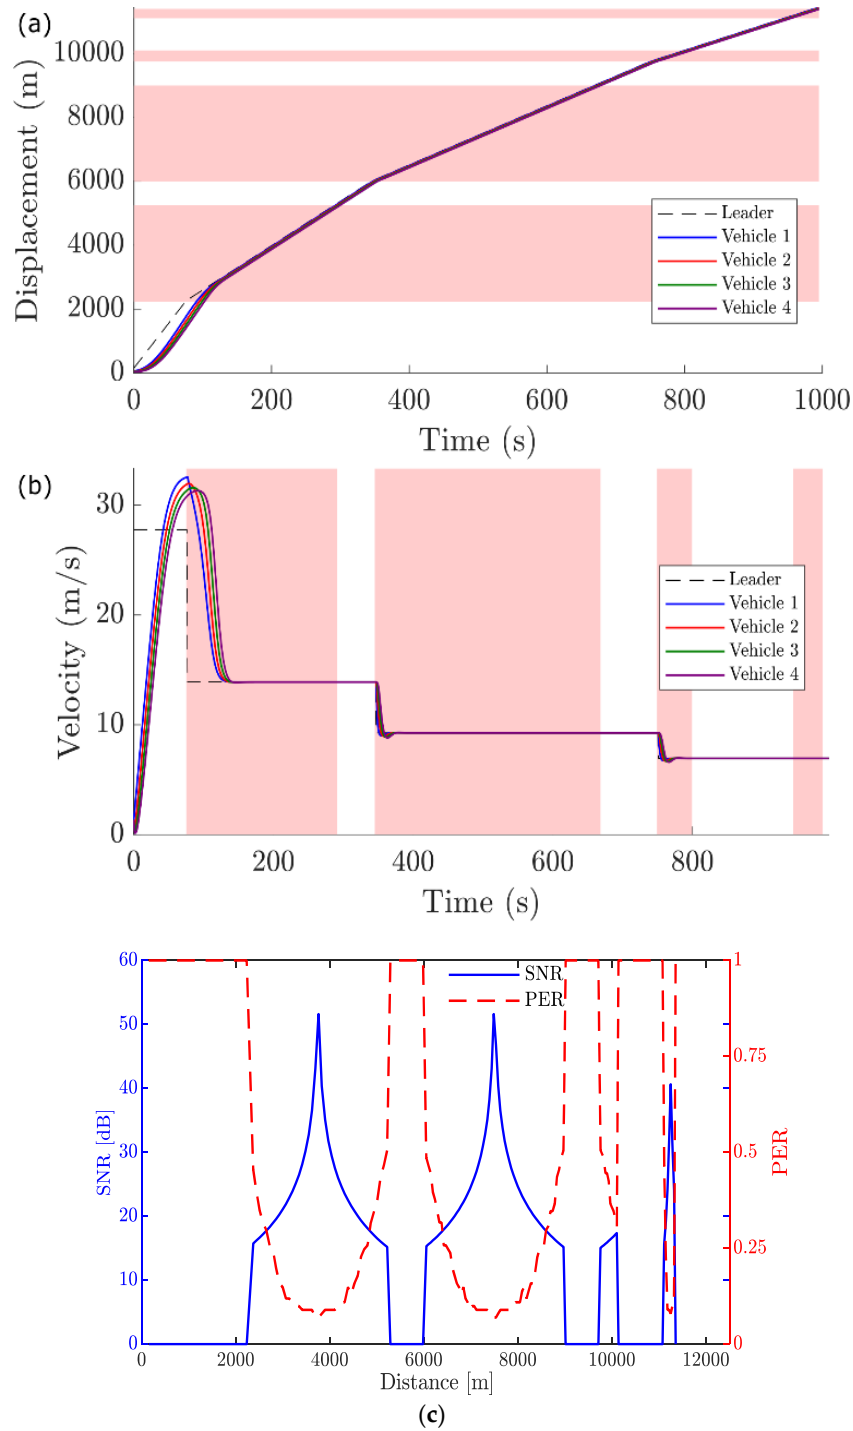 (a)
Displacement (m)
10000
8000
6000
4000
2000
0
Leader
Vehicle 1
Vehicle 2
Vehicle 3
Vehicle 4
0 200 400 600 800 1000
Time (s)
(b)
Velocity (m/s)
30
20
10
0
Leader
Vehicle 1
Vehicle 2
Vehicle 3
Vehicle 4
0 200 400 600 800
Time (s)
SNR [dB]
60
50
40
30
20
10
0
SNR
PER
1
0.75
0.5
0.25
0
PER
0 2000 4000 6000 8000 10000 12000
Distance [m]
(c)